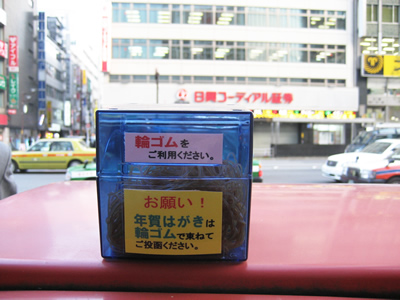 日興コーディアル証券
輪ゴムを
ご利用ください。
お願い!
年賀はがきは
輪ゴムで束ねて
ご投函ください。